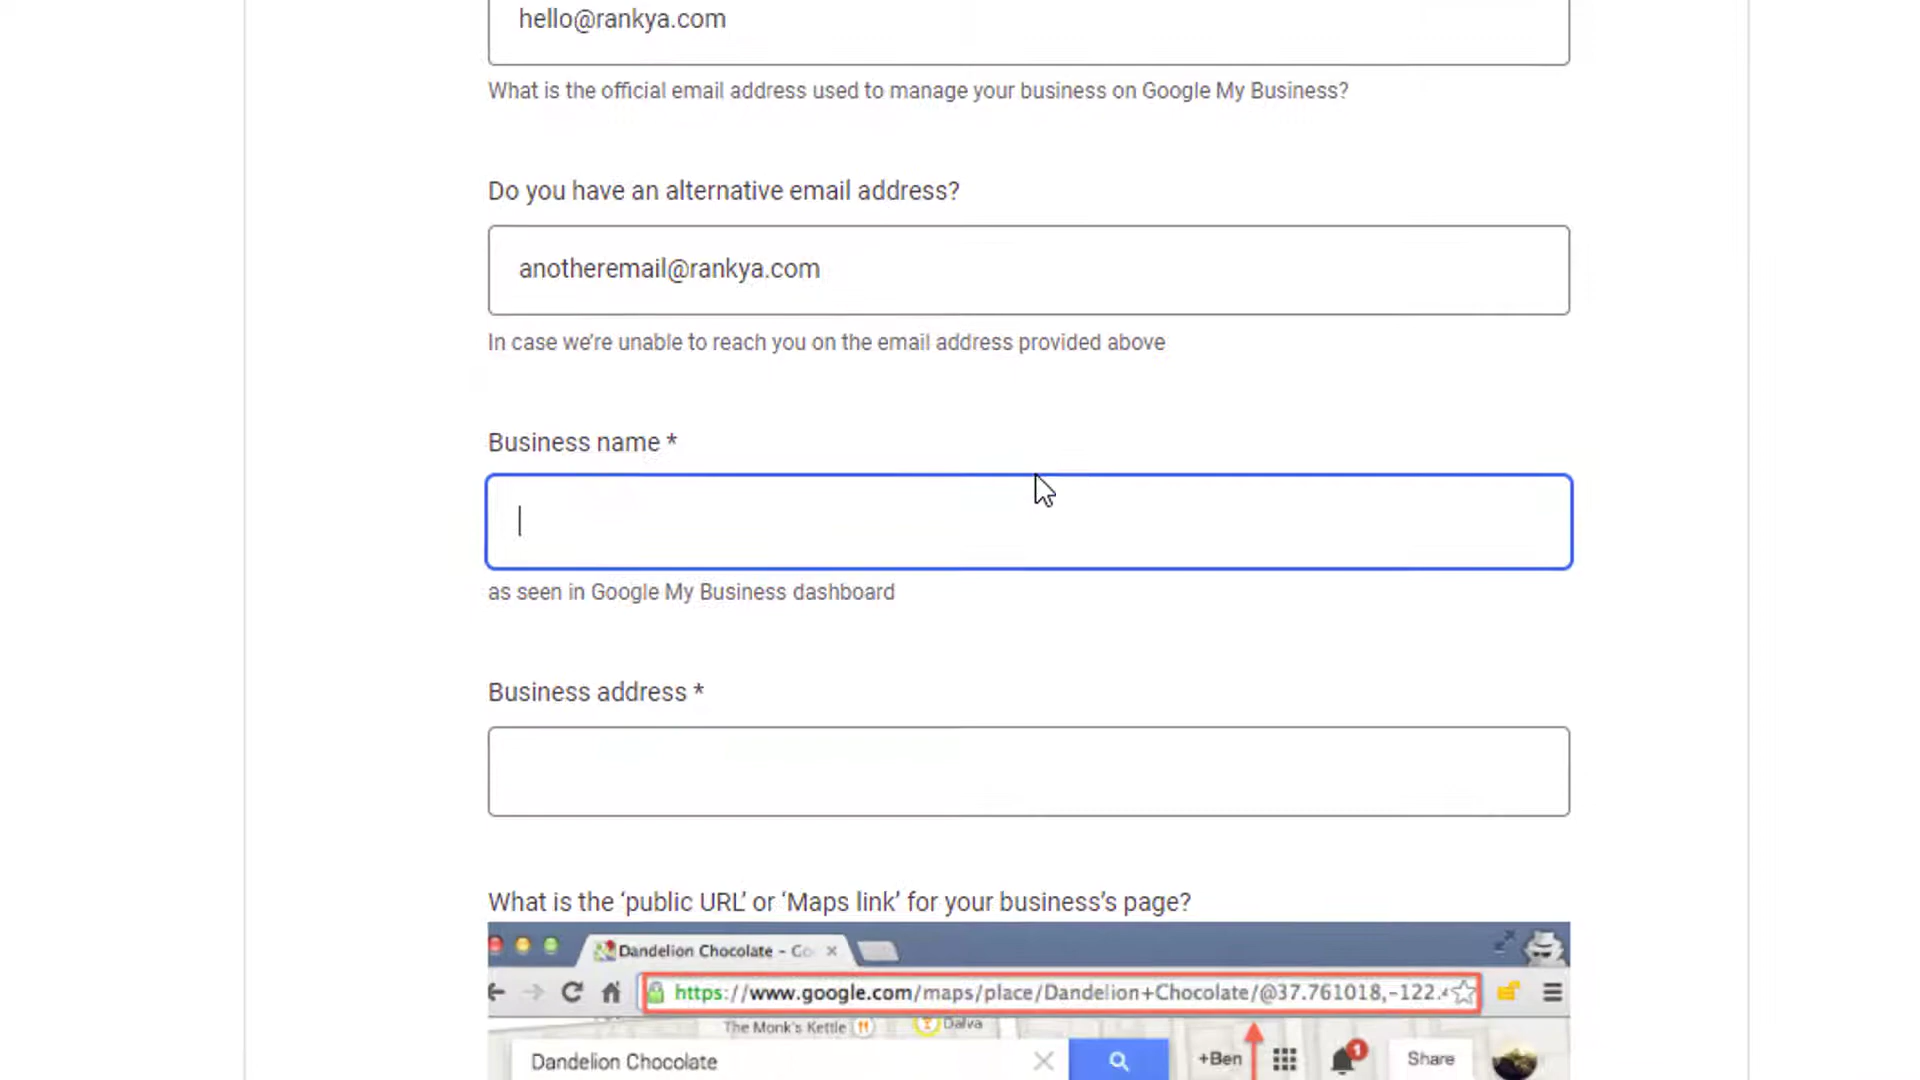 hello@rankya.com
What is the official email address used to manage your business on Google My Business?
Do you have an alternative email address?
anotheremail@rankya.com
In case we’re unable to reach you on the email address provided above
Business name *
as seen in Google My Business dashboard
Business address *
What is the ‘public URL’ or ‘Maps link’ for your business’s page?
Dandelion Chocolate - Go
https://www.google.com/maps/place/Dandelion+Chocolate/@37.761018,-122.4
The Monk's Kettle
Dalva
Dandelion Chocolate
+Ben
1
Share